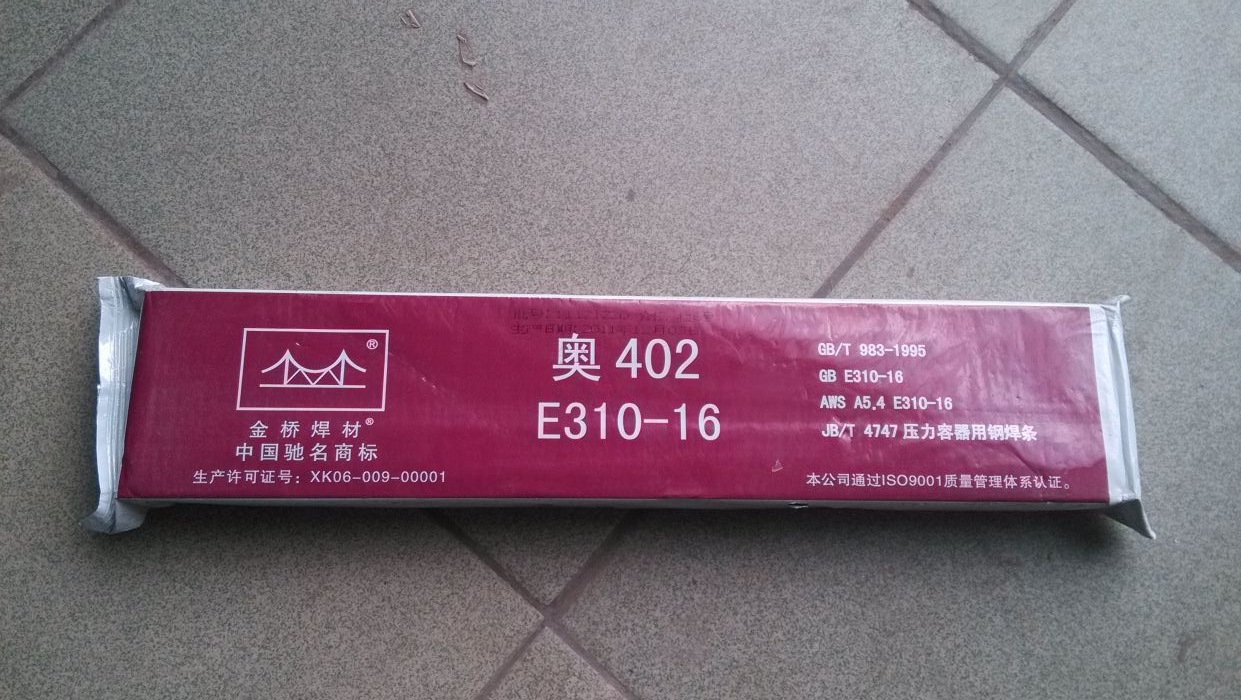 ®
金桥焊材®
中国驰名商标
生产许可证号：XK06-009-00001
奥 402
E310-16
GB/T 983-1995
GB E310-16
AWS A5.4 E310-16
JB/T 4747 压力容器用钢焊条
本公司通过ISO9001质量管理体系认证。